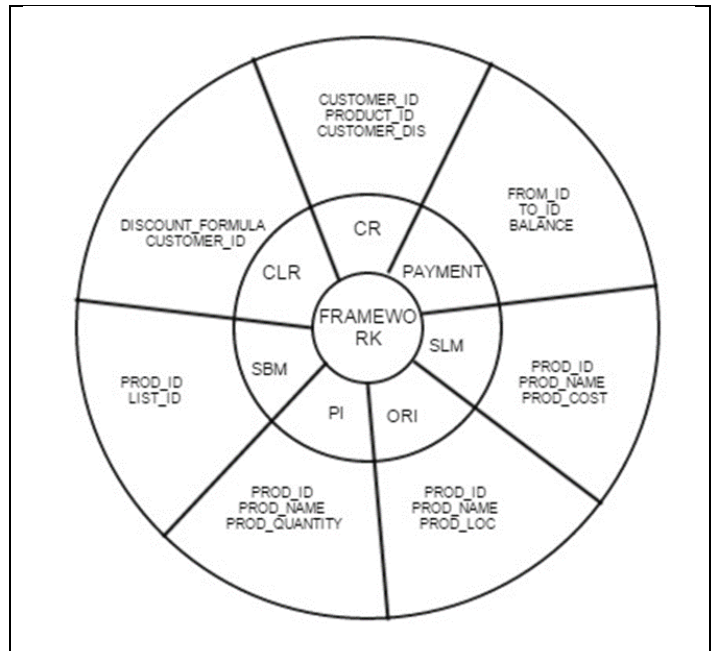 CUSTOMER_ID
PRODUCT_ID
CUSTOMER_DIS
FROM_ID
TO_ID
BALANCE
DISCOUNT_FORMULA
CUSTOMER_ID
CR
CLR
PAYMENT
FRAMEWO
RK
SLM
SBM
PI
ORI
PROD_ID
PROD_NAME
PROD_COST
PROD_ID
LIST_ID
PROD_ID
PROD_NAME
PROD_QUANTITY
PROD_ID
PROD_NAME
PROD_LOC